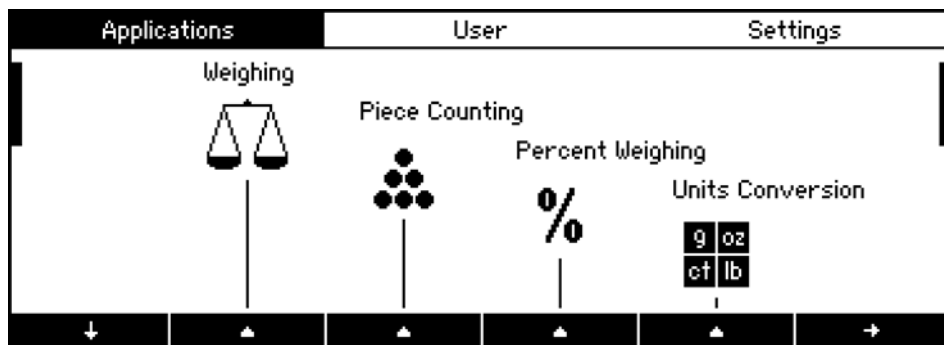 Applications User Settings
Weighing
Piece Counting
Percent Weighing
%
Units Conversion
g oz
ct lb